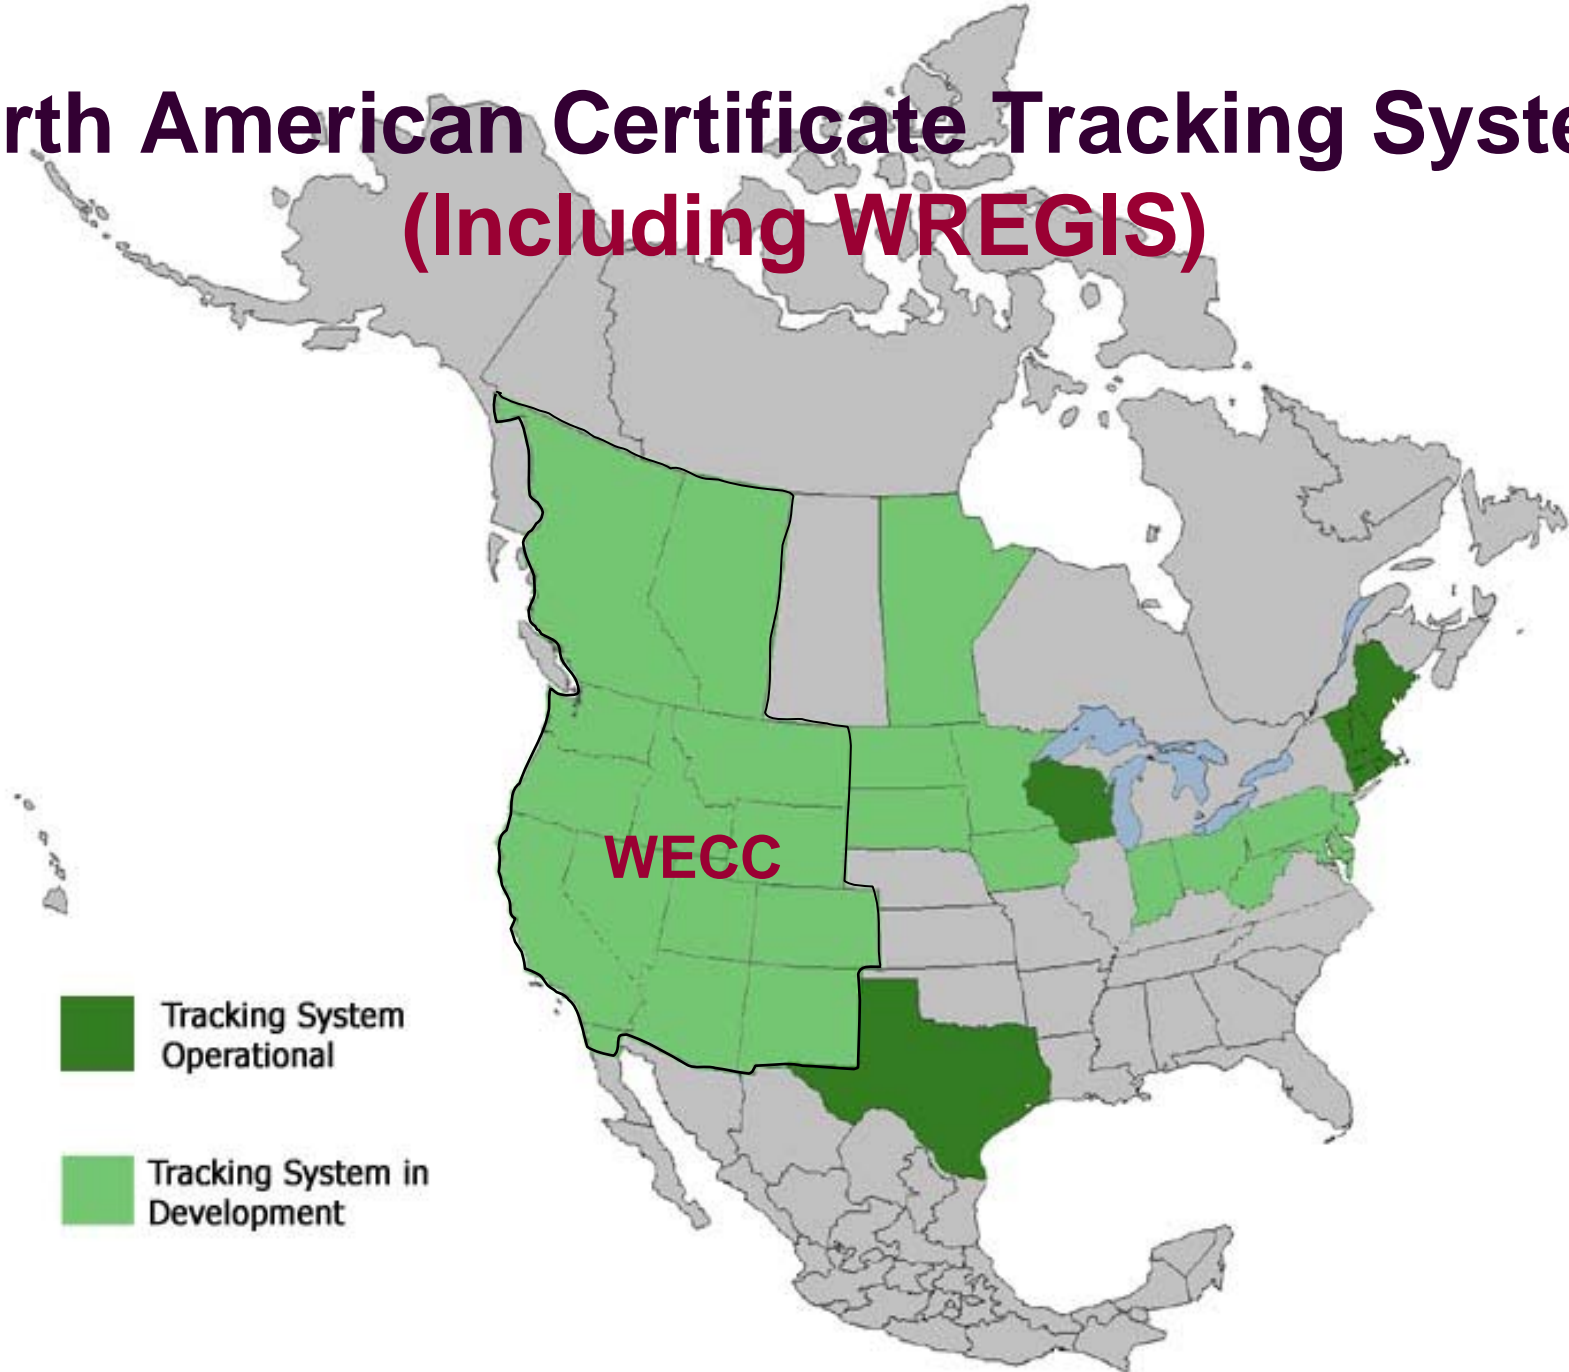 rth American Certificate Tracking Syste
(Including WREGIS)
WECC
Tracking System
Operational
Tracking System in
Development